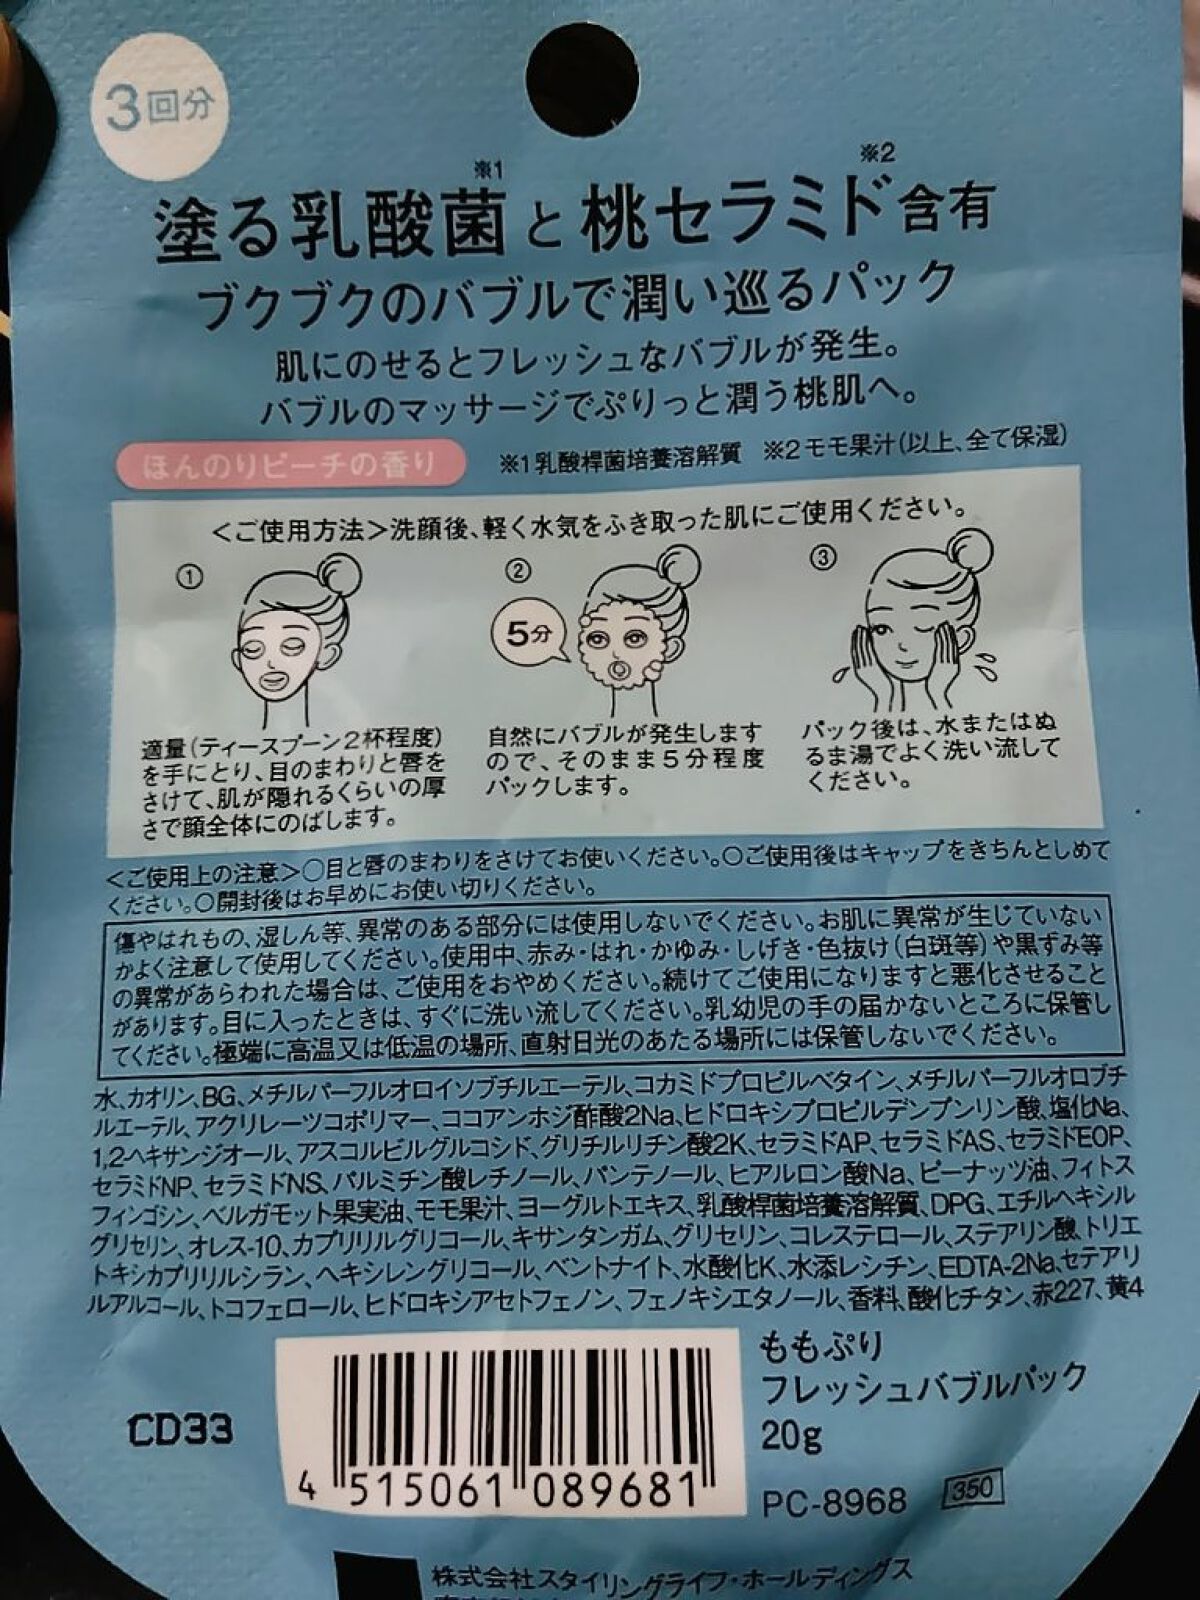 3回分
※1 ※2
塗る乳酸菌と桃セラミド含有
ブクブクのバブルで潤い巡るパック
肌にのせるとフレッシュなバブルが発生。
バブルのマッサージでぷりっと潤う桃肌へ。
ほんのりピーチの香り
※1乳酸桿菌培養溶解質 ※2モモ果汁(以上、全て保湿)
<ご使用方法>洗顔後、軽く水気をふき取った肌にご使用ください。
①
適量(ティースプーン2杯程度)
を手にとり、目のまわりと唇を
さけて、肌が隠れるくらいの厚
さで顔全体にのばします。
②
5分
自然にバブルが発生します
ので、そのまま5分程度
パックします。
③
パック後は、水またはぬ
るま湯でよく洗い流して
ください。
<ご使用上の注意>○目と唇のまわりをさけてお使いください。○ご使用後はキャップをきちんとしめて
ください。○開封後はお早めにお使い切りください。
傷やはれもの、湿しん等、異常のある部分には使用しないでください。お肌に異常が生じていない
かよく注意して使用してください。使用中、赤み・はれ・かゆみ・しげき・色抜け(白斑等)や黒ずみ等
の異常があらわれた場合は、ご使用をおやめください。続けてご使用になりますと悪化させること
があります。目に入ったときは、すぐに洗い流してください。乳幼児の手の届かないところに保管し
てください。極端に高温又は低温の場所、直射日光のあたる場所には保管しないでください。
水、カオリン、BG、メチルパーフルオロイソブチルエーテル、コカミドプロピルベタイン、メチルパーフルオロブチ
ルエーテル、アクリレーツコポリマー、ココアンホジ酢酸2Na、ヒドロキシプロピルデンプンリン酸、塩化Na、
1,2ヘキサンジオール、アスコルビルグルコシド、グリチルリチン酸2K、セラミドAP、セラミドAS、セラミドEOP、
セラミドNP、セラミドNS、パルミチン酸レチノール、パンテノール、ヒアルロン酸Na、ピーナッツ油、フィトス
フィンゴシン、ベルガモット果実油、モモ果汁、ヨーグルトエキス、乳酸桿菌培養溶解質、DPG、エチルヘキシル
グリセリン、オレス-10、カプリリルグリコール、キサンタンガム、グリセリン、コレステロール、ステアリン酸、トリエ
トキシカプリリルシラン、ヘキシレングリコール、ベントナイト、水酸化K、水添レシチン、EDTA-2Na、セテアリ
ルアルコール、トコフェロール、ヒドロキシアセトフェノン、フェノキシエタノール、香料、酸化チタン、赤227、黄4
ももぷり
フレッシュバブルパック
20g
PC-8968 350
CD33
4 515061 089681
株式会社スタイリングライフ・ホールディングス